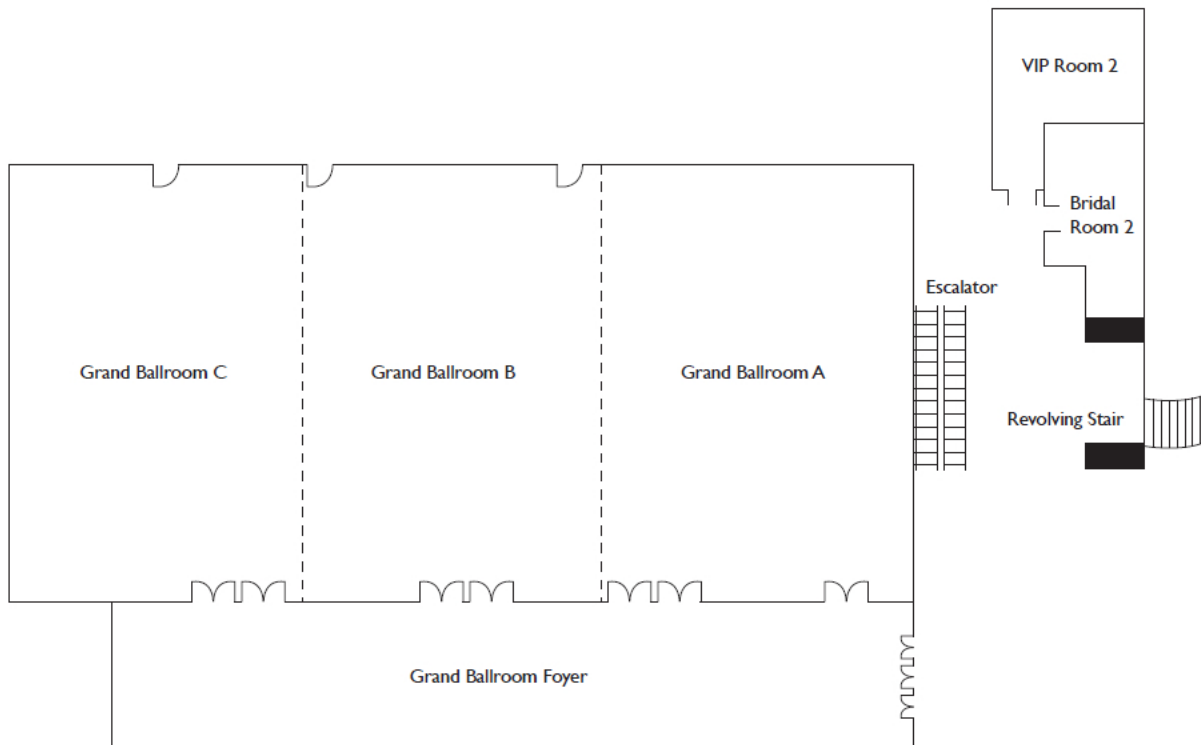 VIP Room 2
Bridal
Room 2
Escalator
Grand Ballroom C
Grand Ballroom B
Grand Ballroom A
Revolving Stair
Grand Ballroom Foyer